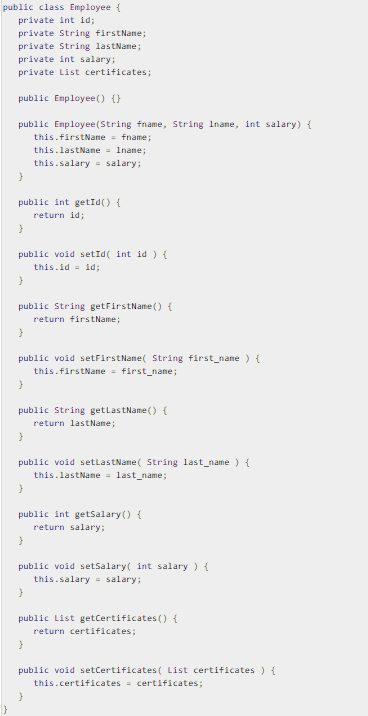 public class Employee {
   private int id;
   private String firstName;
   private String lastName;
   private int salary;
   private List certificates;

   public Employee() {}

   public Employee(String fname, String lname, int salary) {
      this.firstName = fname;
      this.lastName = lname;
      this.salary = salary;
   }

   public int getId() {
      return id;
   }

   public void setId( int id ) {
      this.id = id;
   }

   public String getFirstName() {
      return firstName;
   }

   public void setFirstName( String first_name ) {
      this.firstName = first_name;
   }

   public String getLastName() {
      return lastName;
   }

   public void setLastName( String last_name ) {
      this.lastName = last_name;
   }

   public int getSalary() {
      return salary;
   }

   public void setSalary( int salary ) {
      this.salary = salary;
   }

   public List getCertificates() {
      return certificates;
   }

   public void setCertificates( List certificates ) {
      this.certificates = certificates;
   }
}